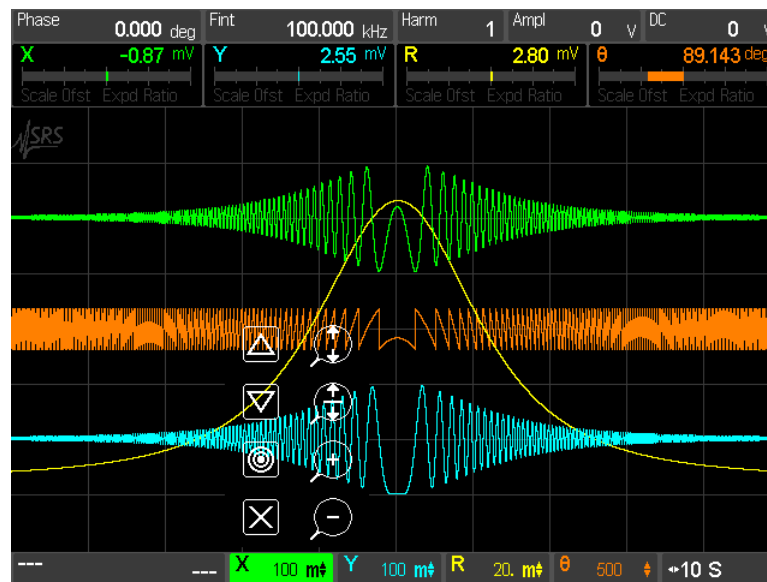 Phase 0.000 deg Fint 100.000 kHz Harm 1 Ampl 0 V DC 0
X -0.87 mV Y 2.55 mV R 2.80 mV θ 89.143 deg
Scale Ofst Expd Ratio Scale Ofst Expd Ratio Scale Ofst Expd Ratio Scale Ofst Expd Ratio
SRS
--- --- X 100 m Y 100 m R 20. m θ 500 10 S